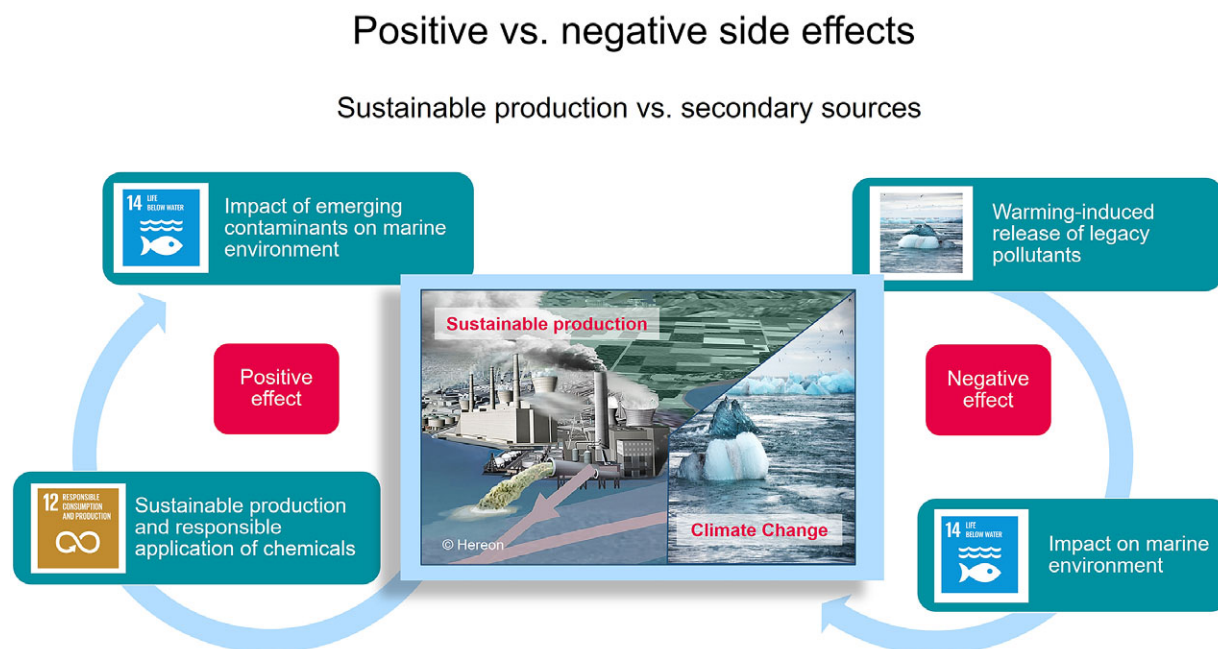 Positive vs. negative side effects
Sustainable production vs. secondary sources
14 LIFE
BELOW WATER
Impact of emerging
contaminants on marine
environment
Warming-induced
release of legacy
pollutants
Sustainable production
Positive
effect
Negative
effect
12 RESPONSIBLE
CONSUMPTION
AND PRODUCTION
Sustainable production
and responsible
application of chemicals
© Hereon
Climate Change
14 LIFE
BELOW WATER
Impact on marine
environment